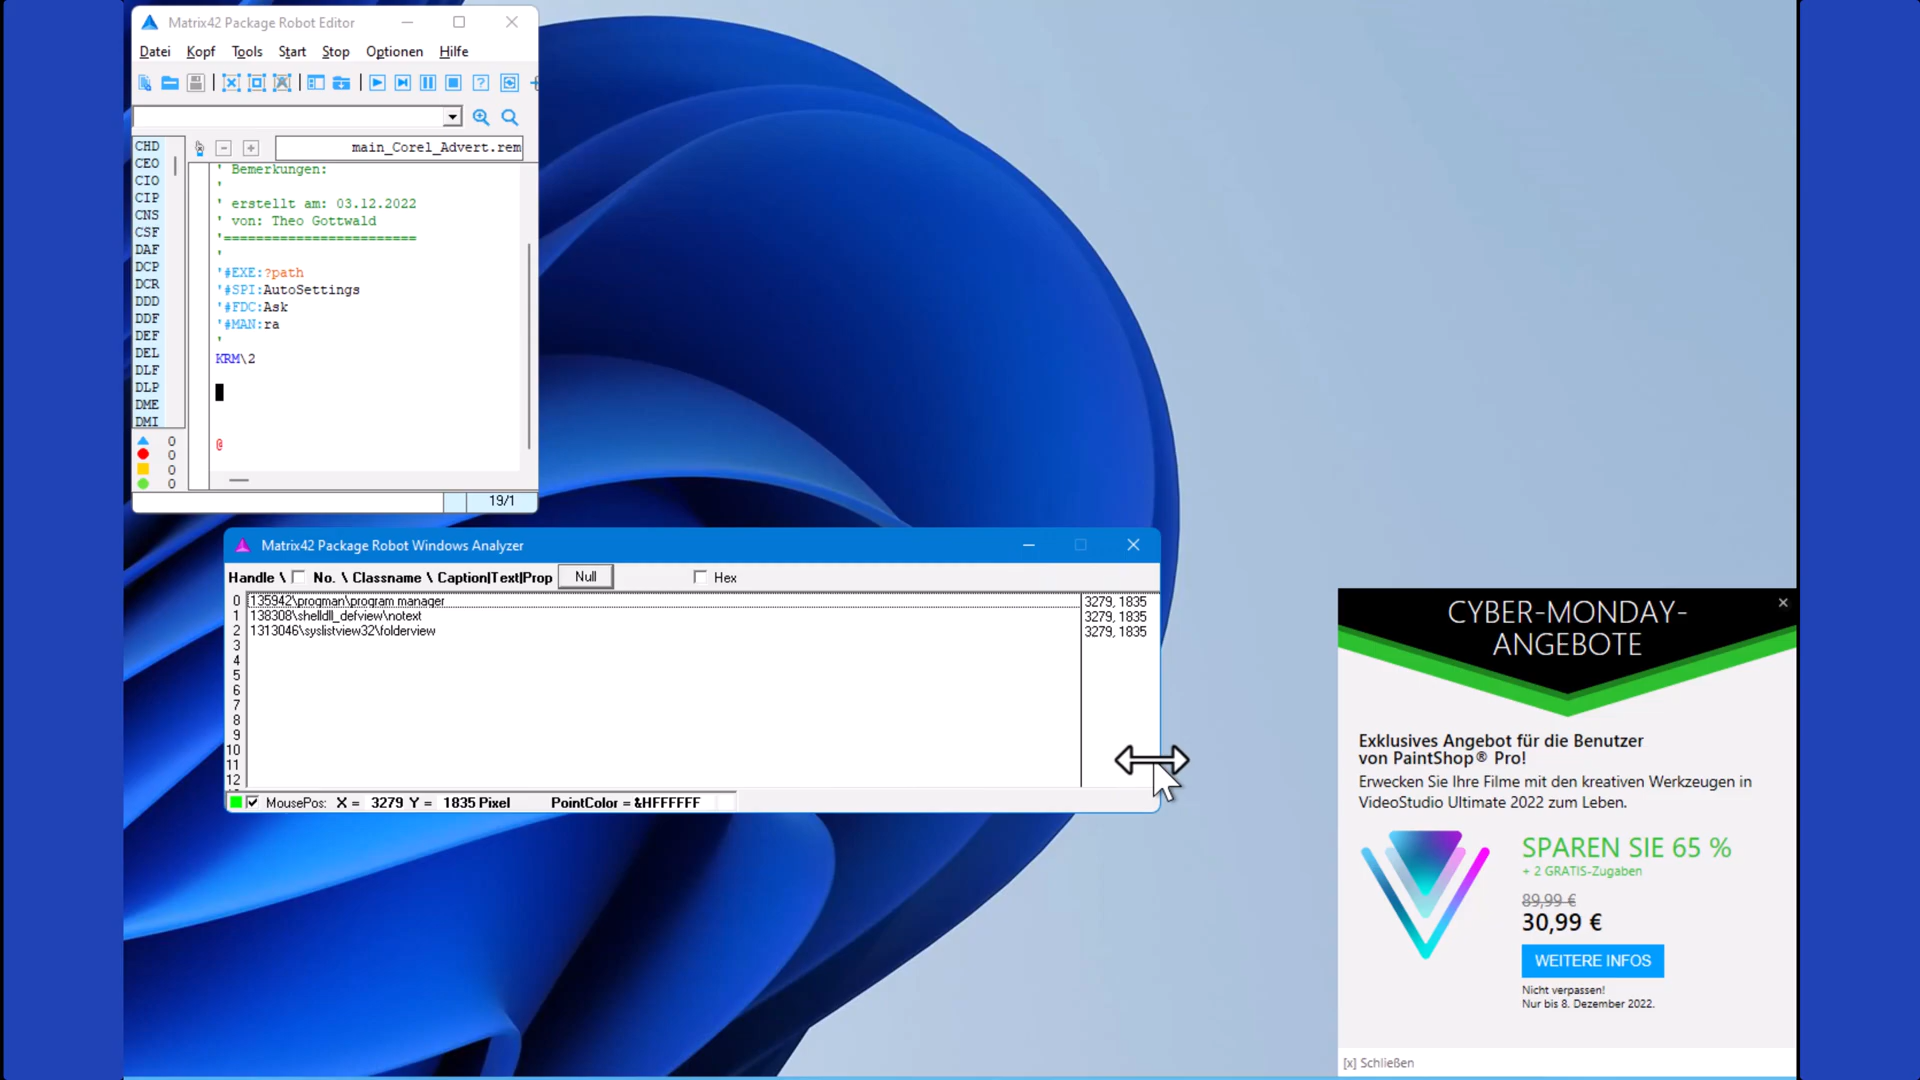 Matrix42 Package Robot Editor
Datei Kopf Tools Start Stop Optionen Hilfe
main_Corel_Advert.rem
CHD
CEO
CIO
CIP
CNS
CSF
DAF
DCP
DCR
DDD
DDF
DEF
DEL
DLF
DLP
DME
DMI
' Bemerkungen:
'
' erstellt am: 03.12.2022
' von: Theo Gottwald
'=========================
'
'#EXE:?path
'#SPI:AutoSettings
'#FDC:Ask
'#MAN:ra
'
KRM\2
@
0
0
0
0
19/1
Matrix42 Package Robot Windows Analyzer
Handle \ No. \ Classname \ Caption|Text|Prop Null Hex
0 135942\progman\program manager 3279, 1835
1 138308\shelldll_defview\notext 3279, 1835
2 1313046\syslistview32\folderview 3279, 1835
3
4
5
6
7
8
9
10
11
12
MousePos: X = 3279 Y = 1835 Pixel PointColor = &HFFFFFF
CYBER-MONDAY-
ANGEBOTE
Exklusives Angebot für die Benutzer
von PaintShop® Pro!
Erwecken Sie Ihre Filme mit den kreativen Werkzeugen in
VideoStudio Ultimate 2022 zum Leben.
SPAREN SIE 65 %
+ 2 GRATIS-Zugaben
89,99 €
30,99 €
WEITERE INFOS
Nicht verpassen!
Nur bis 8. Dezember 2022.
[x] Schließen